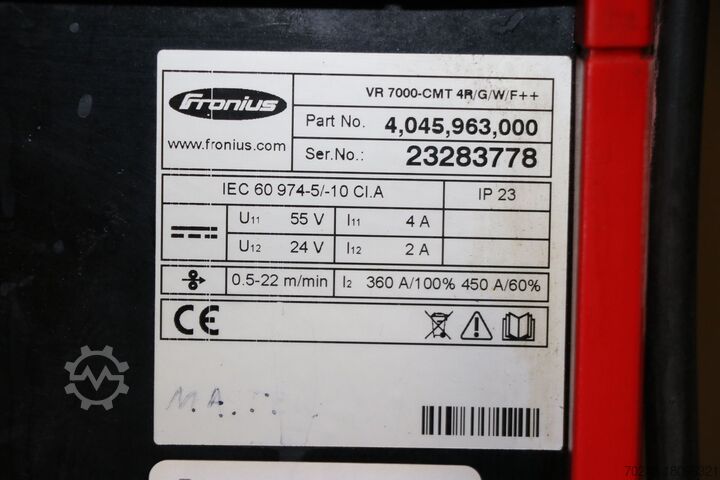 Fronius
www.fronius.com
VR 7000-CMT 4R/G/W/F++
Part No. 4,045,963,000
Ser.No.: 23283778
IEC 60 974-5/-10 Cl.A IP 23
U11 55 V I11 4 A
U12 24 V I12 2 A
0.5-22 m/min I2 360 A/100% 450 A/60%
CE